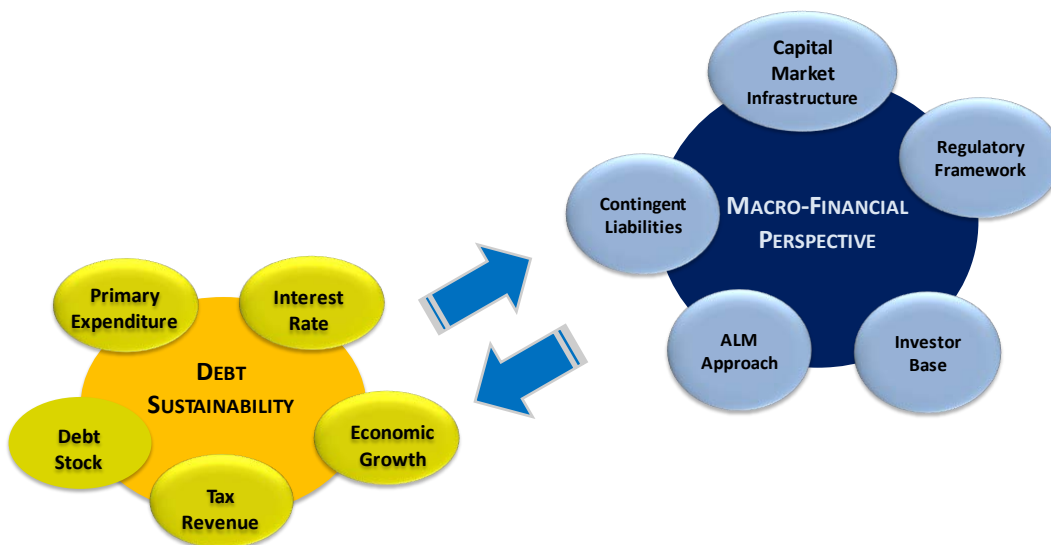 Capital
Market
Infrastructure
Regulatory
Framework
Contingent
Liabilities
MACRO-FINANCIAL
PERSPECTIVE
ALM
Approach
Investor
Base
Primary
Expenditure
Interest
Rate
DEBT
SUSTAINABILITY
Debt
Stock
Economic
Growth
Tax
Revenue